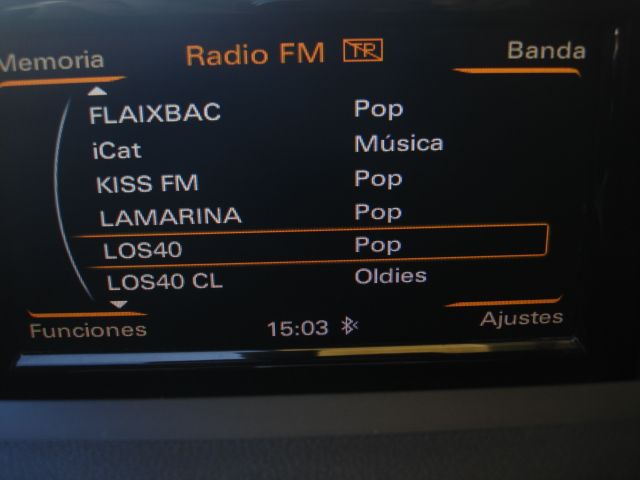 Memoria Radio FM TP Banda
FLAIXBAC Pop
iCat Música
KISS FM Pop
LAMARINA Pop
LOS40 Pop
LOS40 CL Oldies
Funciones 15:03 Ajustes